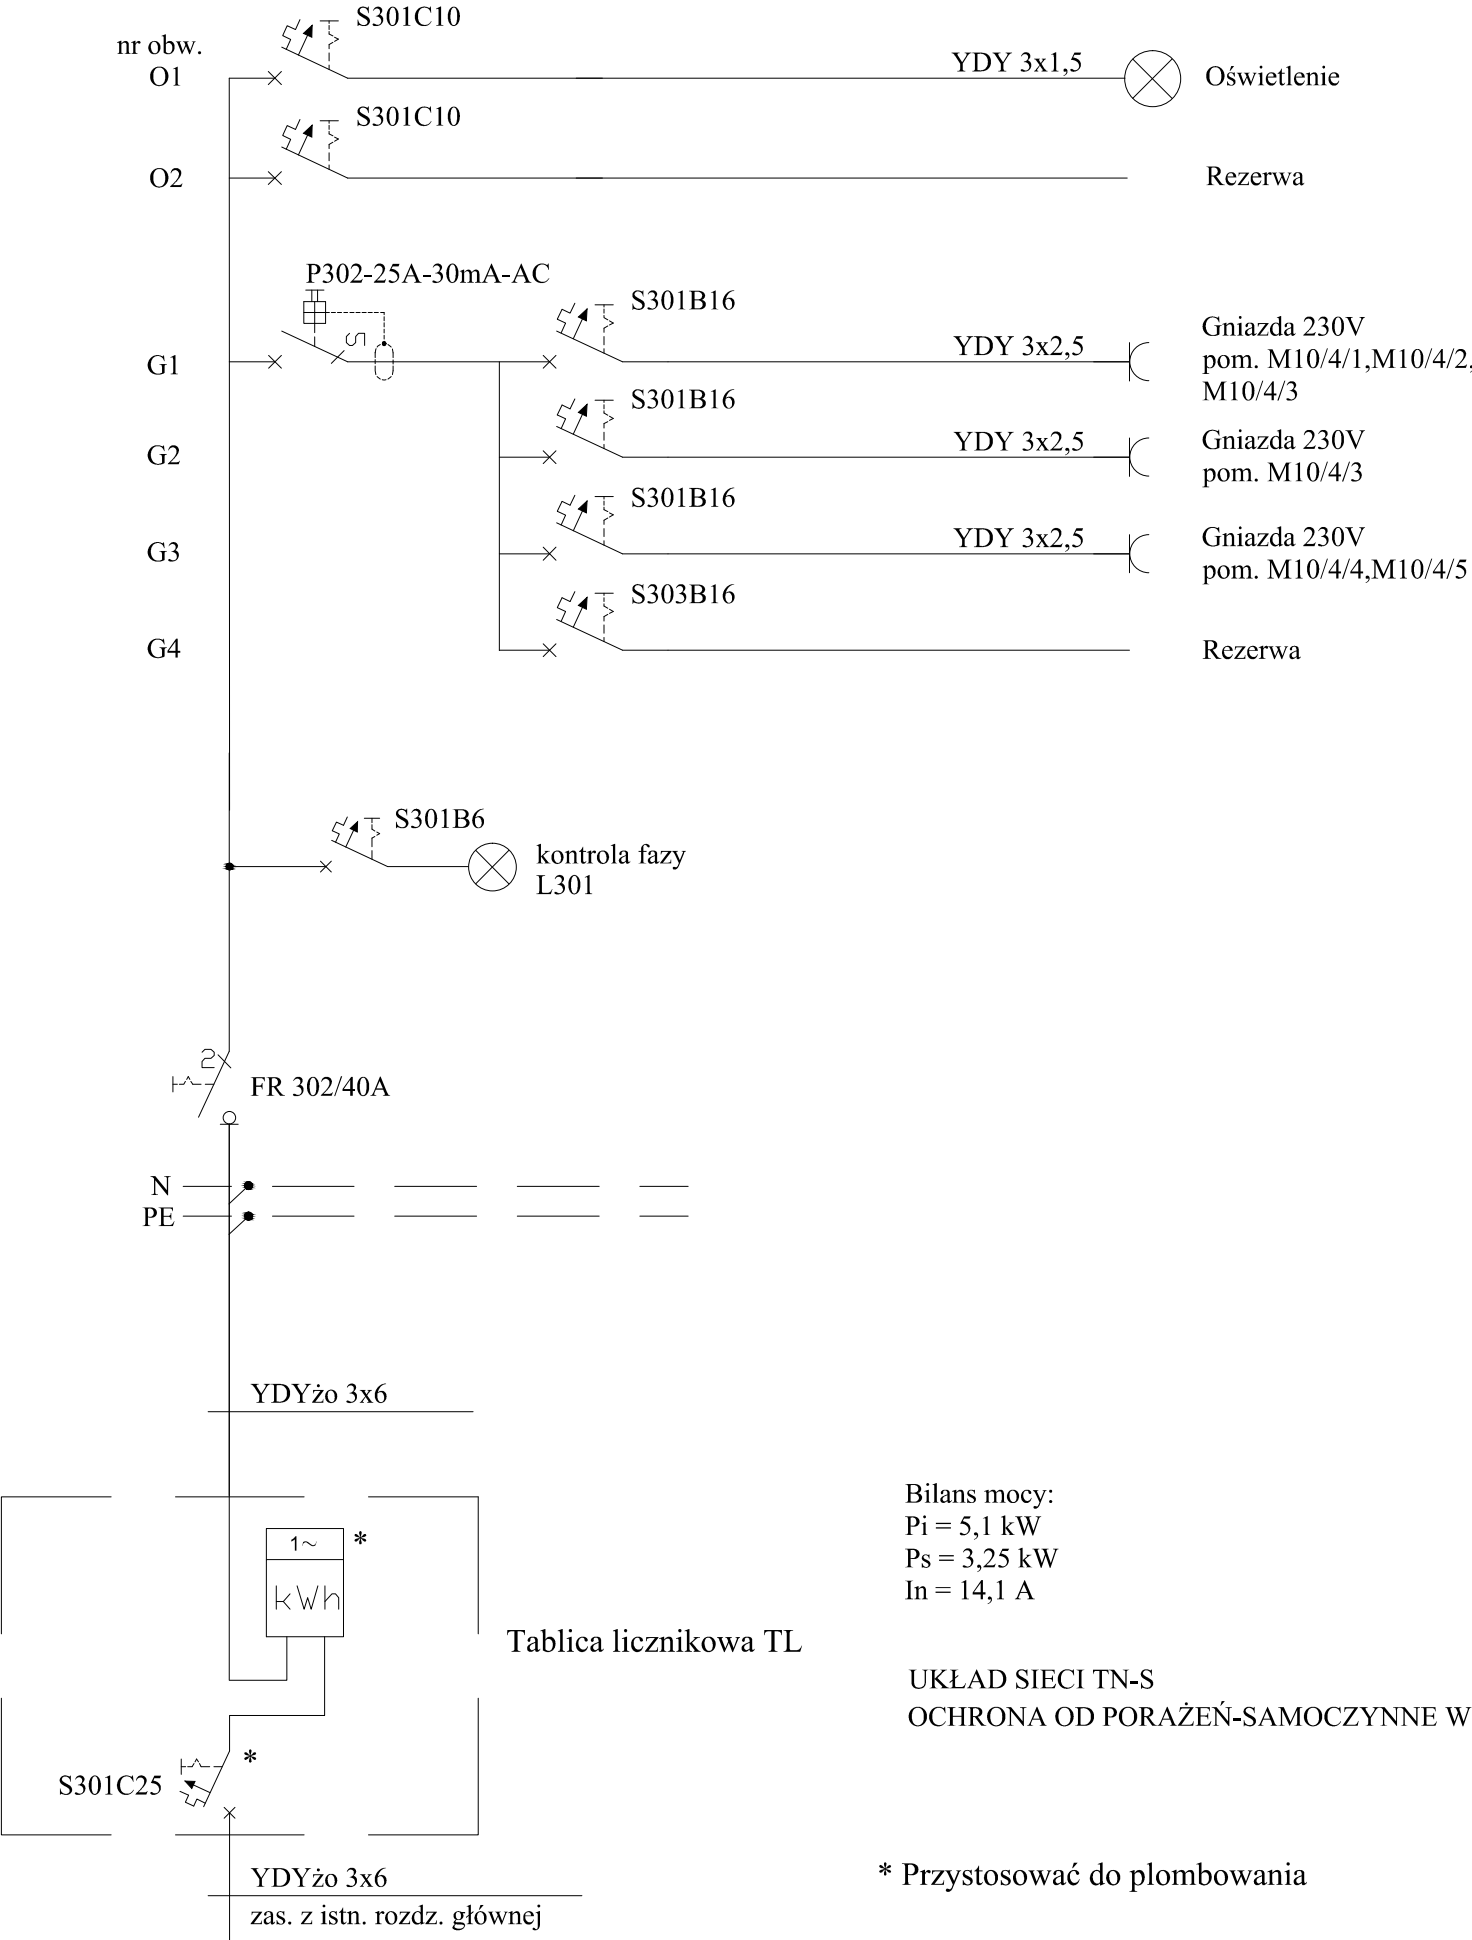 nr obw.
S301C10
O1
YDY 3x1,5
Oświetlenie
S301C10
O2
Rezerwa
P302-25A-30mA-AC
S301B16
G1
YDY 3x2,5
Gniazda 230V
pom. M10/4/1,M10/4/2,
M10/4/3
S301B16
G2
YDY 3x2,5
Gniazda 230V
pom. M10/4/3
S301B16
G3
YDY 3x2,5
Gniazda 230V
pom. M10/4/4,M10/4/5
S303B16
G4
Rezerwa
S301B6
kontrola fazy
L301
2
FR 302/40A
N
PE
YDYżo 3x6
1~
*
kWh
Tablica licznikowa TL
S301C25
*
YDYżo 3x6
zas. z istn. rozdz. głównej
Bilans mocy:
Pi = 5,1 kW
Ps = 3,25 kW
In = 14,1 A
UKŁAD SIECI TN-S
OCHRONA OD PORAŻEŃ-SAMOCZYNNE W
* Przystosować do plombowania